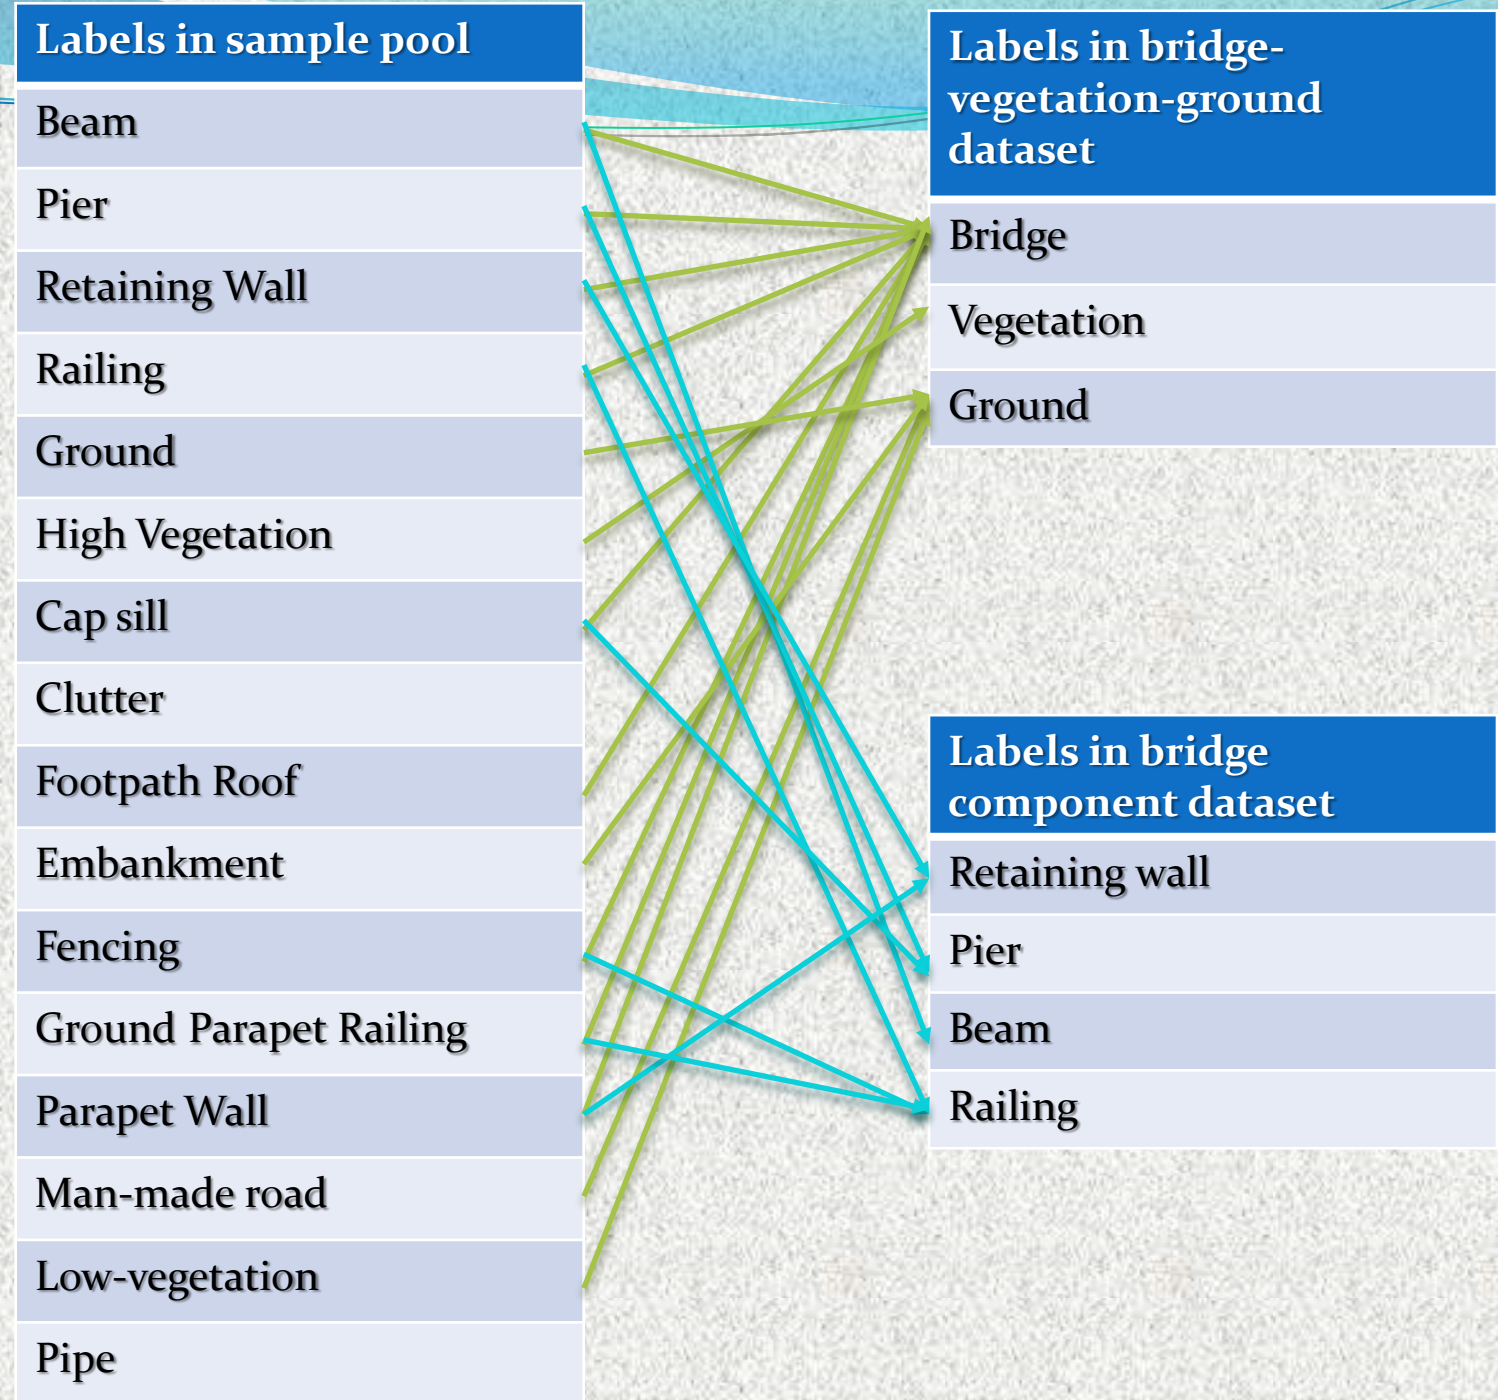 Labels in sample pool
Beam
Pier
Retaining Wall
Railing
Ground
High Vegetation
Cap sill
Clutter
Footpath Roof
Embankment
Fencing
Ground Parapet Railing
Parapet Wall
Man-made road
Low-vegetation
Pipe
Labels in bridge-
vegetation-ground
dataset
Bridge
Vegetation
Ground
Labels in bridge
component dataset
Retaining wall
Pier
Beam
Railing